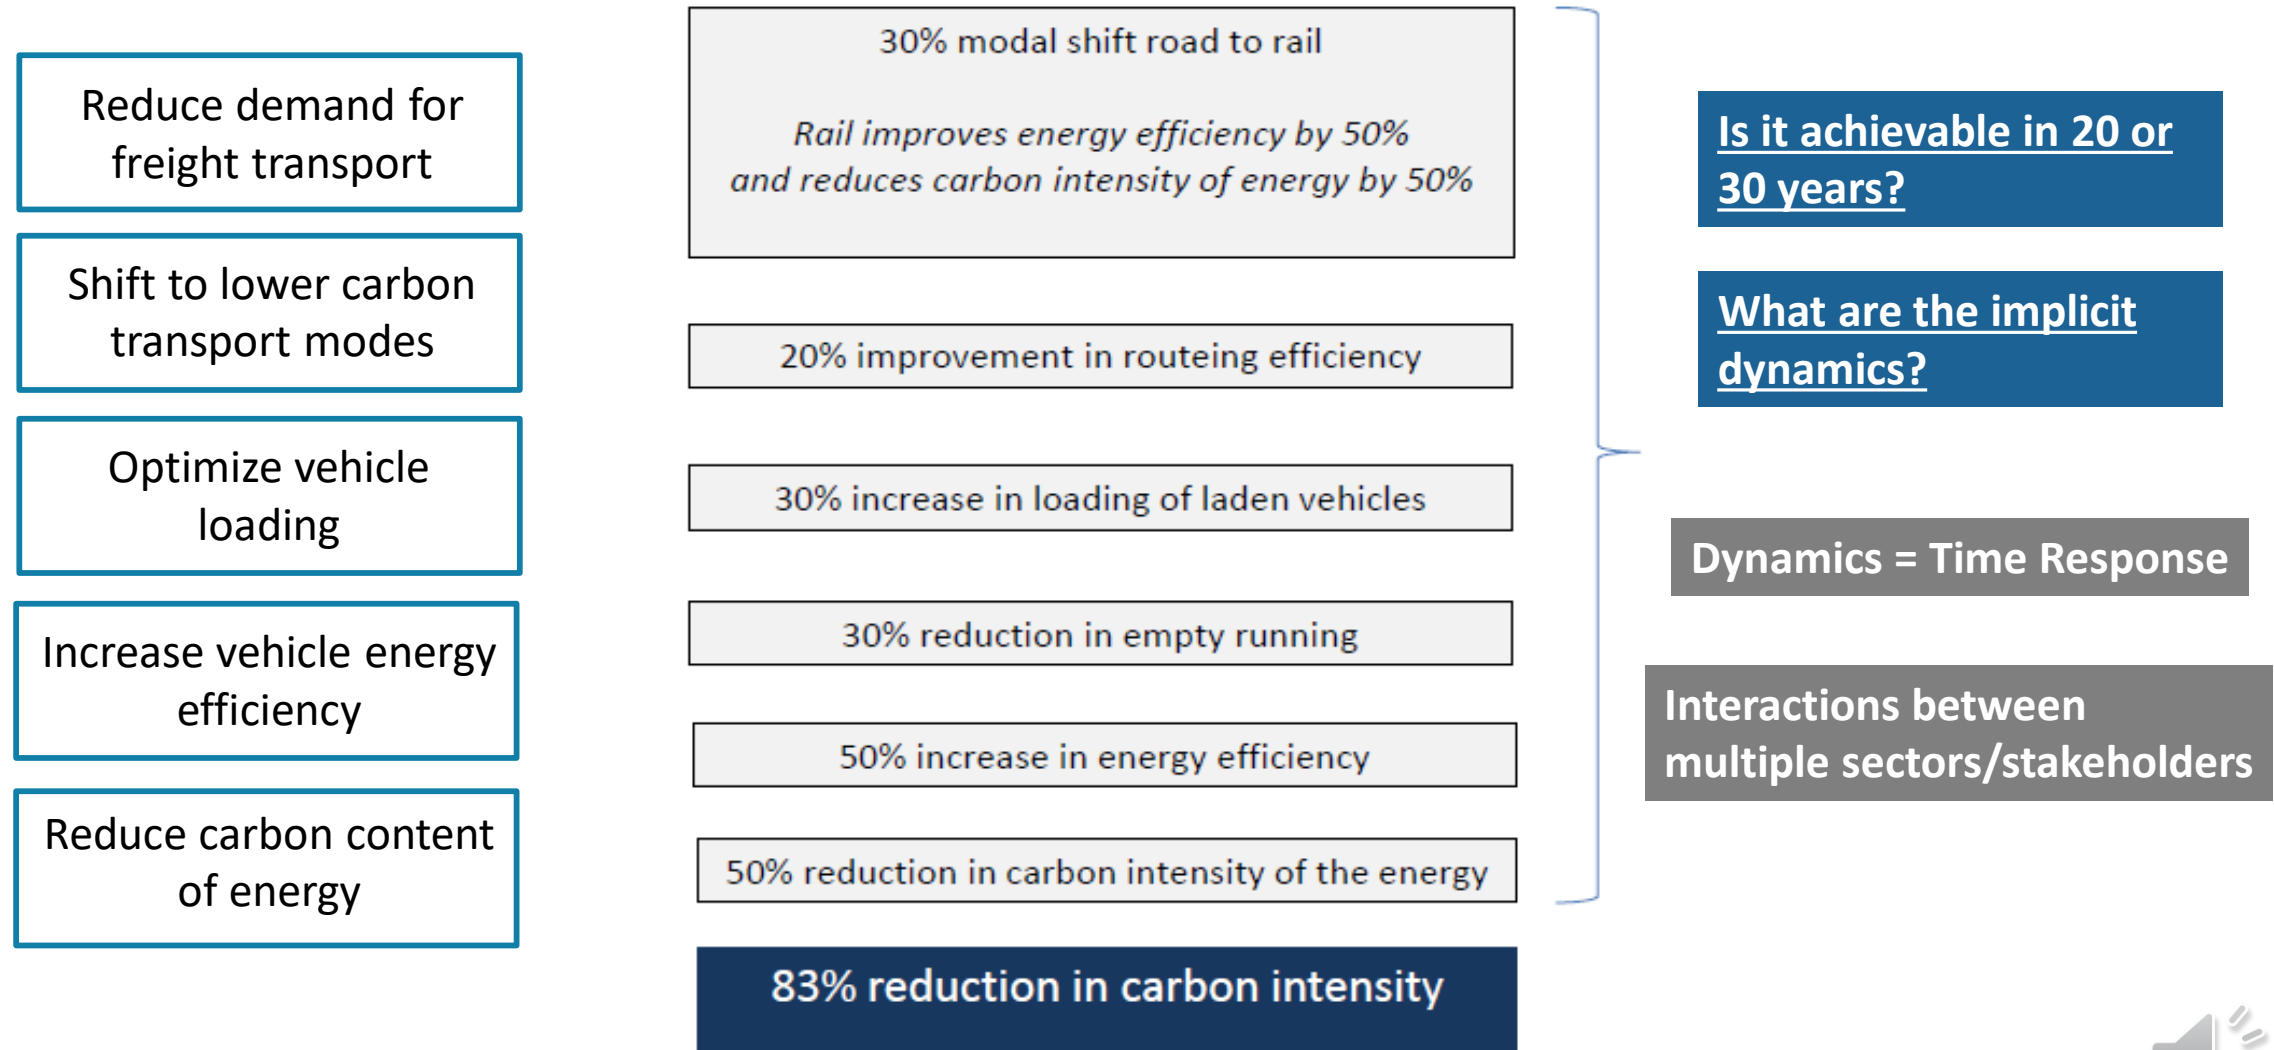 Reduce demand for
freight transport
Shift to lower carbon
transport modes
Optimize vehicle
loading
Increase vehicle energy
efficiency
Reduce carbon content
of energy
30% modal shift road to rail
Rail improves energy efficiency by 50%
and reduces carbon intensity of energy by 50%
20% improvement in routeing efficiency
30% increase in loading of laden vehicles
30% reduction in empty running
50% increase in energy efficiency
50% reduction in carbon intensity of the energy
83% reduction in carbon intensity
Is it achievable in 20 or
30 years?
What are the implicit
dynamics?
Dynamics = Time Response
Interactions between
multiple sectors/stakeholders